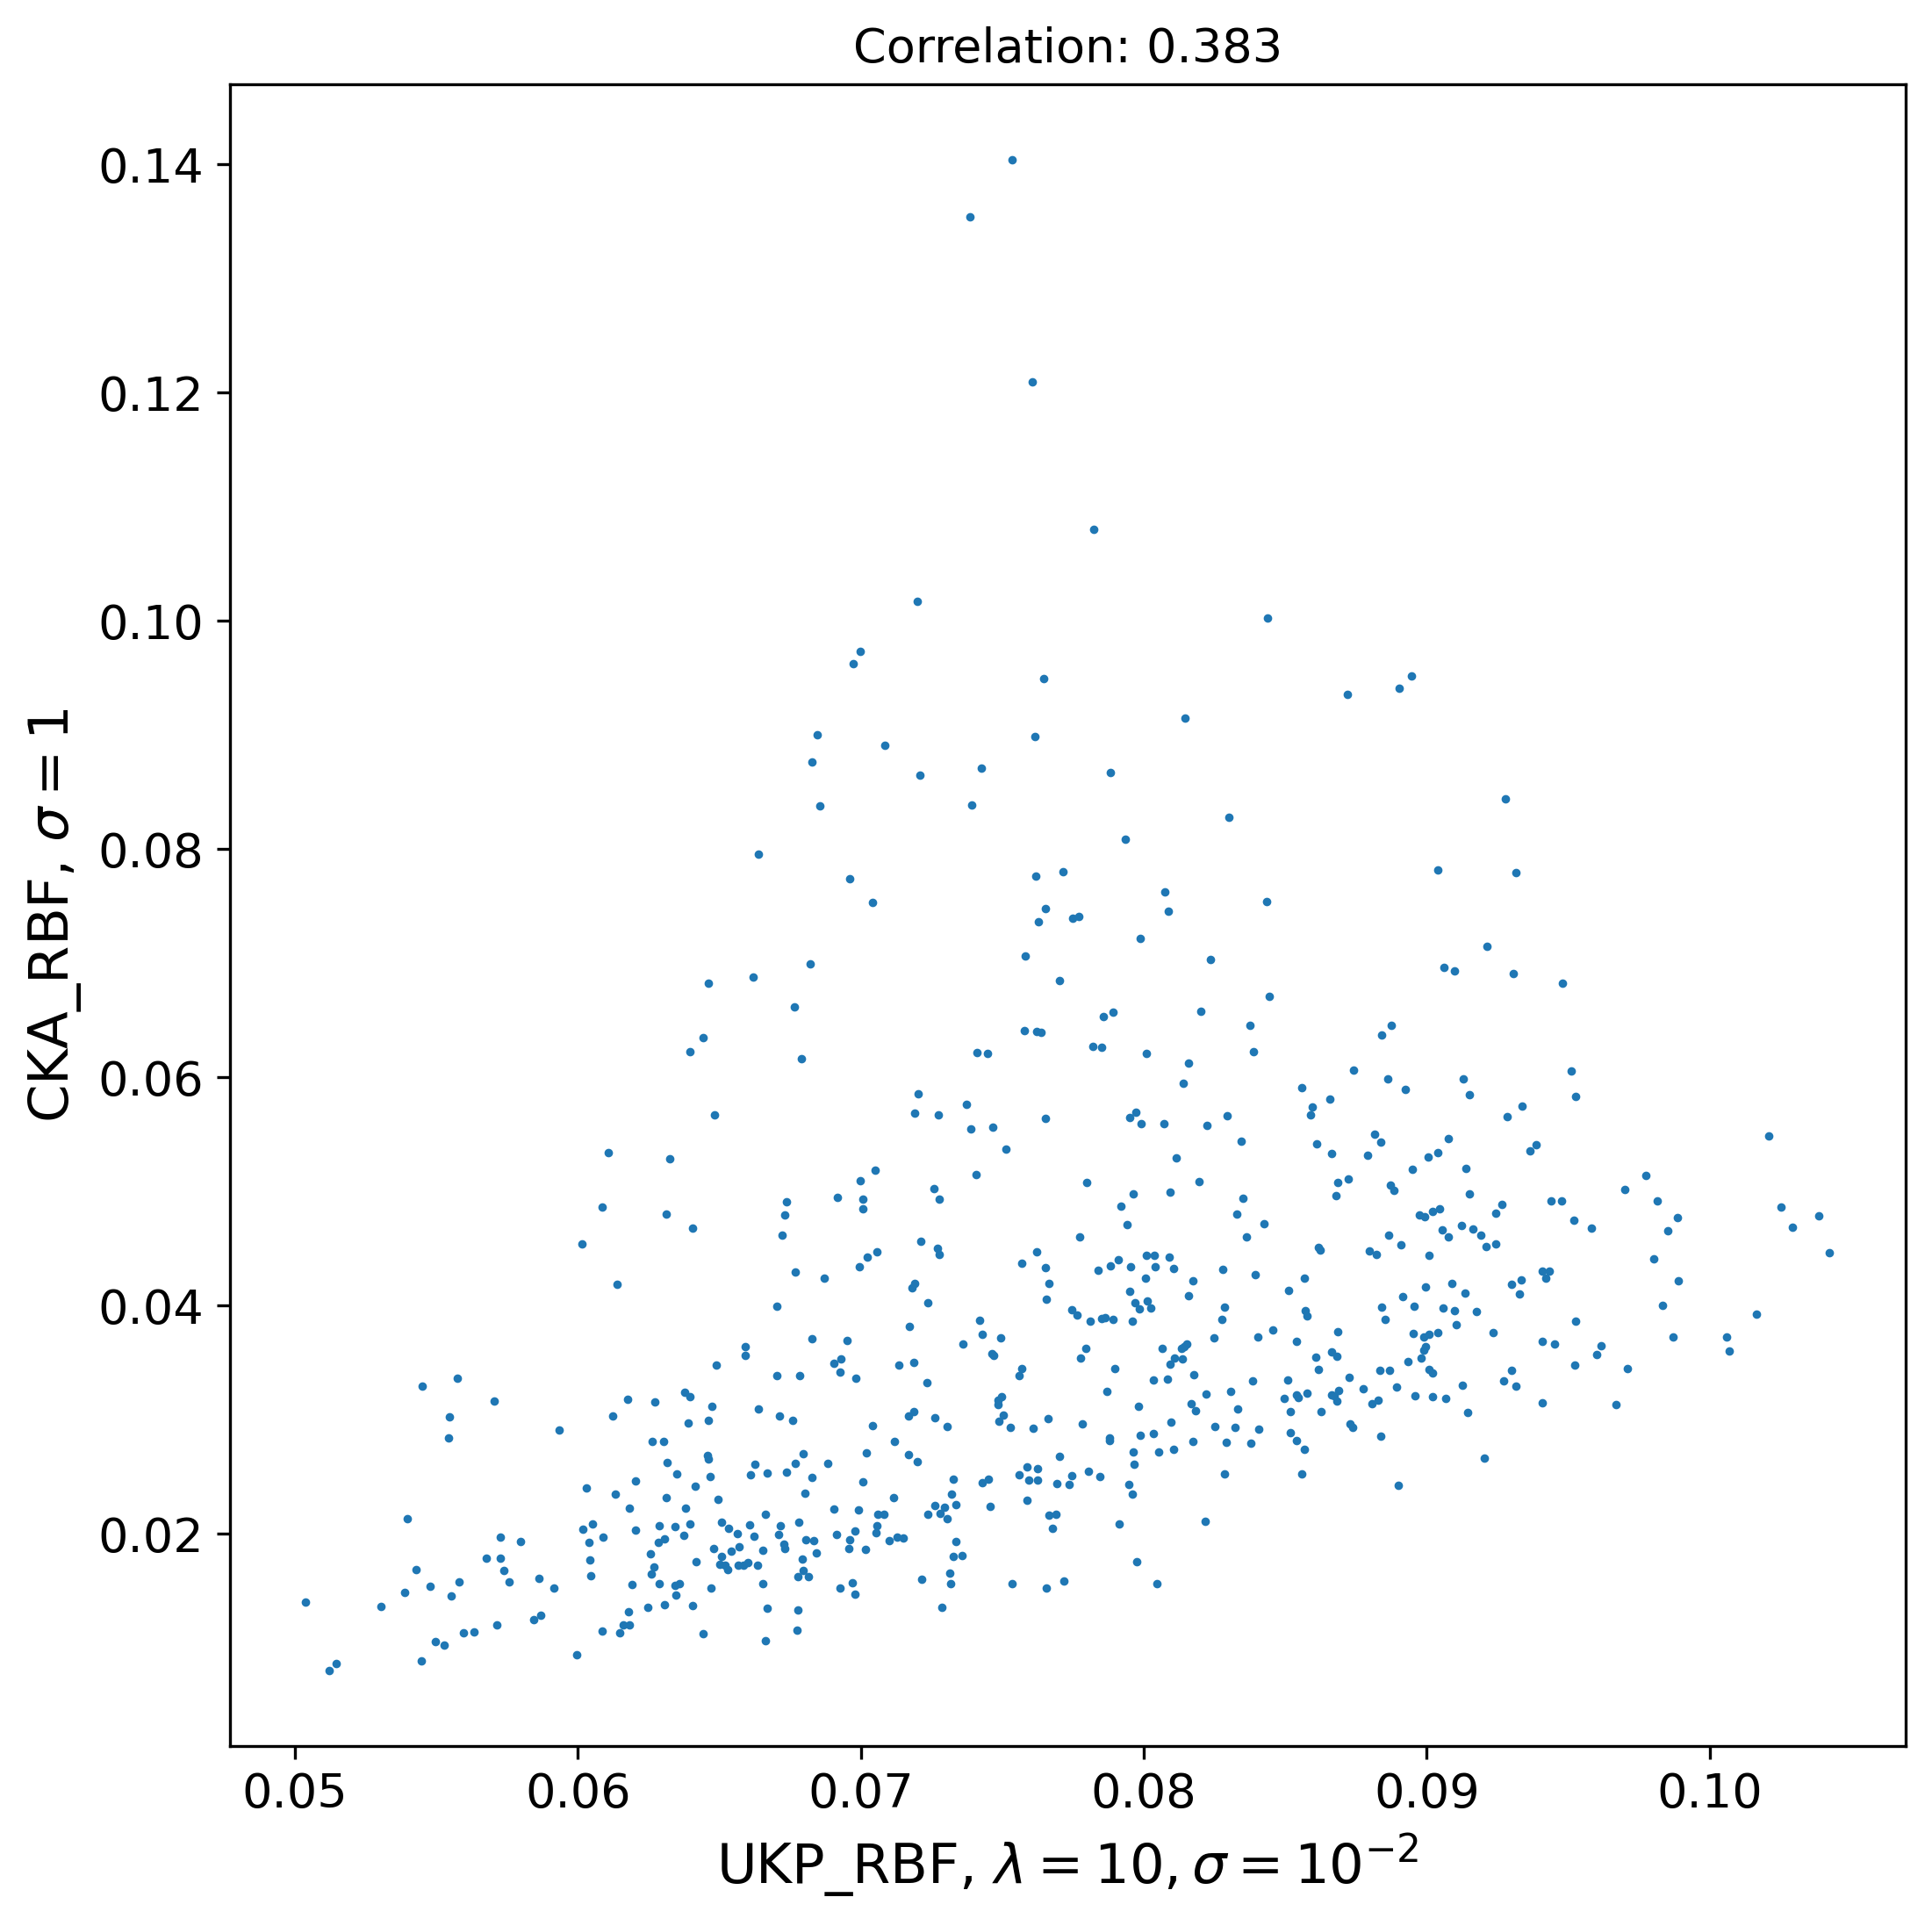 Correlation: 0.383
0.14
0.12
0.10
0.08
0.06
0.04
0.02
CKA_RBF, σ = 1
0.05 0.06 0.07 0.08 0.09 0.10
UKP_RBF, λ = 10, σ = 10⁻²